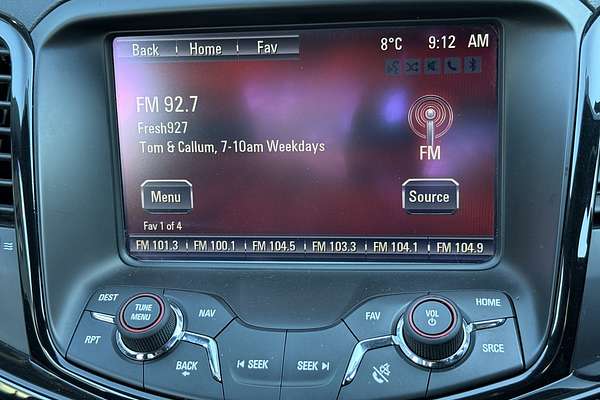 Back Home Fav 8°C 9:12 AM
FM 92.7
Fresh927
Tom & Callum, 7-10am Weekdays
FM
Menu Source
Fav 1 of 4
FM 101.3 FM 100.1 FM 104.5 FM 103.3 FM 104.1 FM 104.9
DEST TUNE MENU NAV
RPT BACK
SEEK SEEK
FAV VOL HOME
SRCE